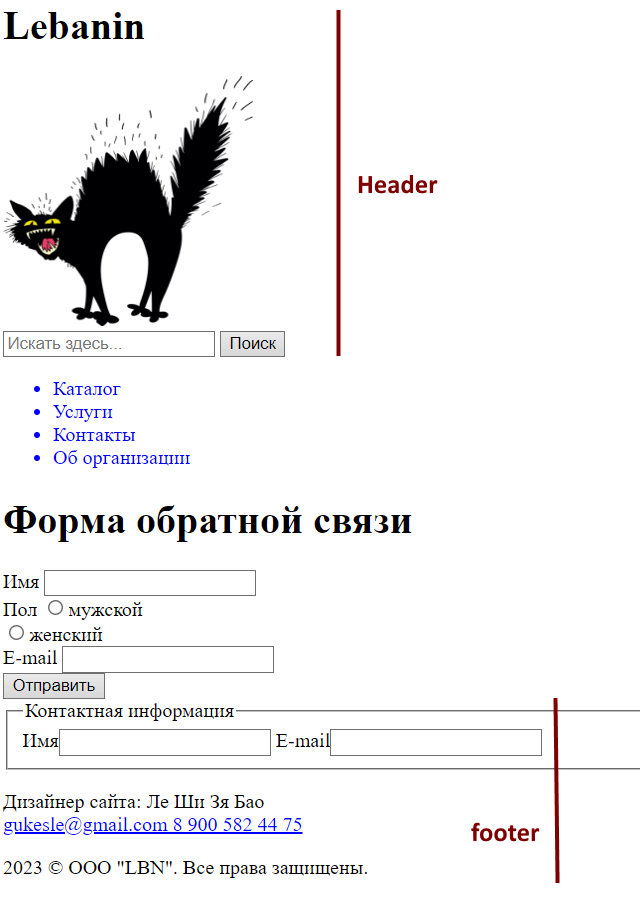 Lebanin
Header
Искать здесь... Поиск
Каталог
Услуги
Контакты
Об организации
Форма обратной связи
Имя
Пол мужской
женский
E-mail
Отправить
Контактная информация
Имя E-mail
Дизайнер сайта: Ле Ши Зя Бао
gukesle@gmail.com 8 900 582 44 75
footer
2023 © ООО "LBN". Все права защищены.